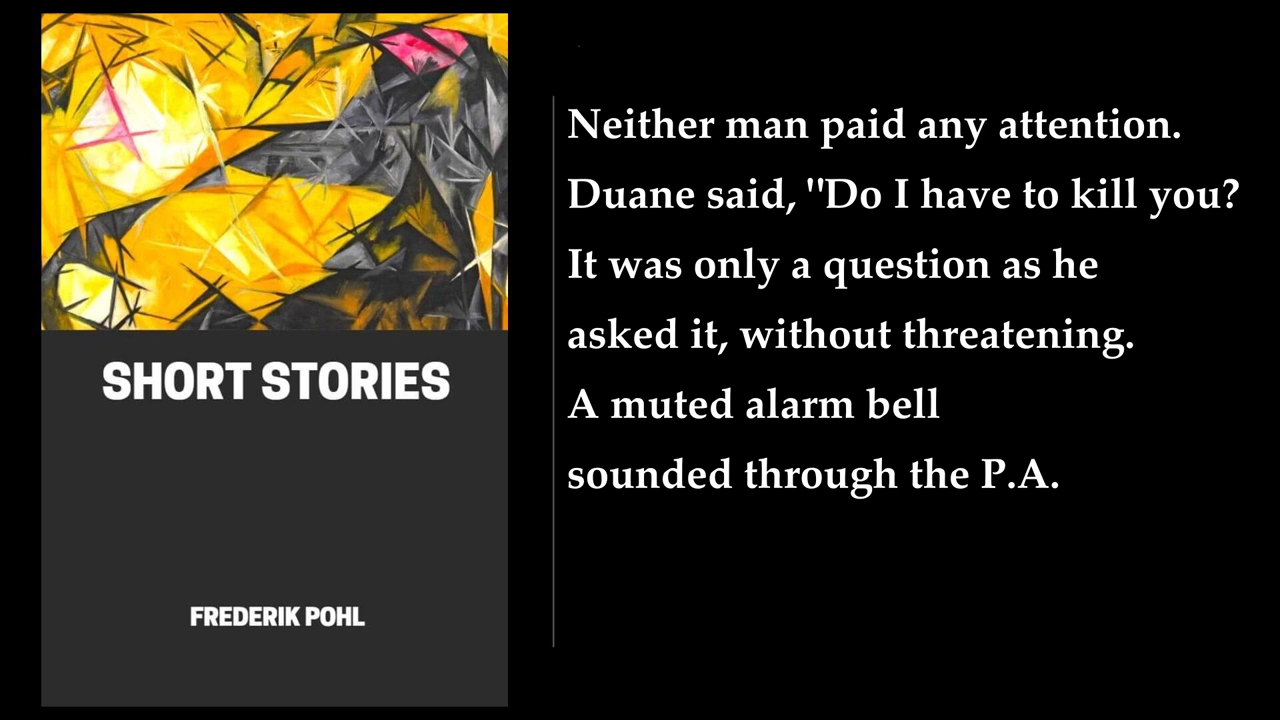 SHORT STORIES
FREDERIK POHL
Neither man paid any attention.
Duane said, "Do I have to kill you?
It was only a question as he
asked it, without threatening.
A muted alarm bell
sounded through the P.A.